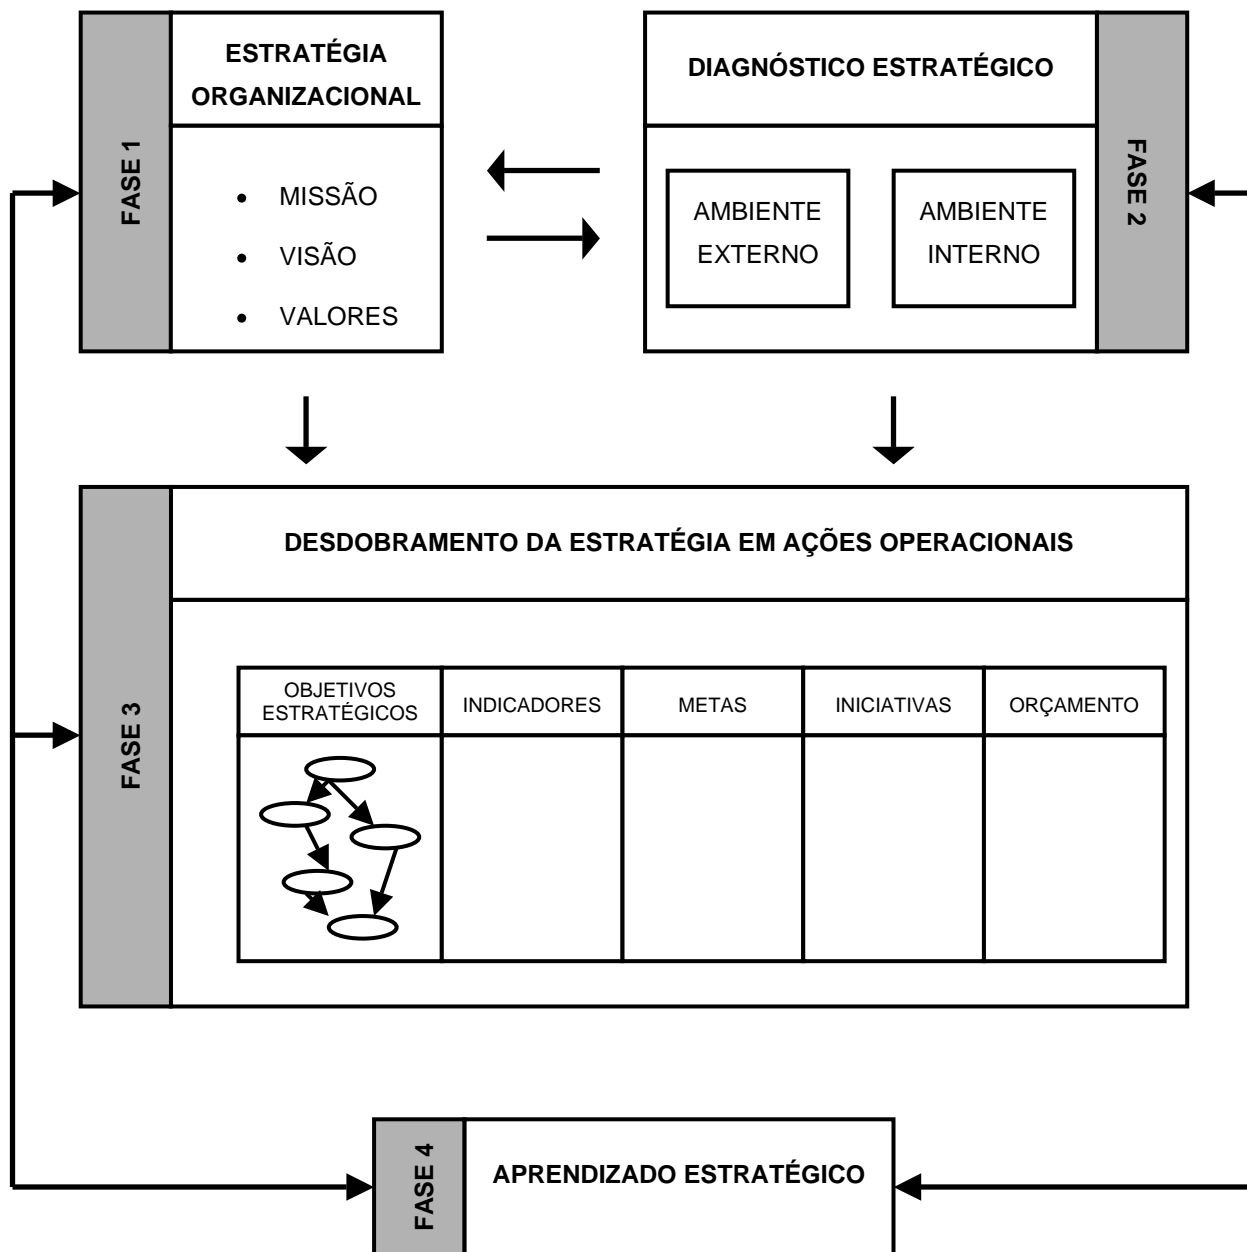 FASE 1
ESTRATÉGIA
ORGANIZACIONAL
• MISSÃO
• VISÃO
• VALORES
DIAGNÓSTICO ESTRATÉGICO
AMBIENTE
EXTERNO
AMBIENTE
INTERNO
FASE 2
FASE 3
DESDOBRAMENTO DA ESTRATÉGIA EM AÇÕES OPERACIONAIS
OBJETIVOS
ESTRATÉGICOS
INDICADORES
METAS
INICIATIVAS
ORÇAMENTO
FASE 4
APRENDIZADO ESTRATÉGICO